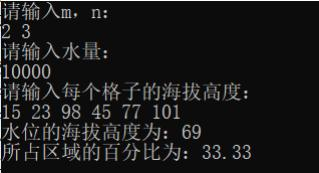 请输入m，n：
2 3
请输入水量：
10000
请输入每个格子的海拔高度：
15 23 98 45 77 101
水位的海拔高度为：69
所占区域的百分比为：33.33